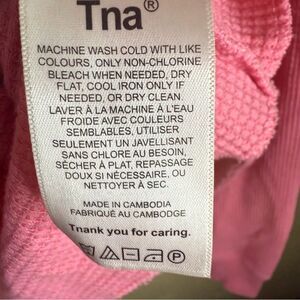 Tna®
MACHINE WASH COLD WITH LIKE
COLOURS, ONLY NON-CHLORINE
BLEACH WHEN NEEDED, DRY
FLAT, COOL IRON ONLY IF
NEEDED, OR DRY CLEAN.
LAVER À LA MACHINE À L'EAU
FROIDE AVEC COULEURS
SEMBLABLES, UTILISER
SEULEMENT UN JAVELLISANT
SANS CHLORE AU BESOIN,
SÉCHER À PLAT, REPASSAGE
DOUX SI NÉCESSAIRE, OU
NETTOYER À SEC.
MADE IN CAMBODIA
FABRIQUÉ AU CAMBODGE
Thank you for caring.